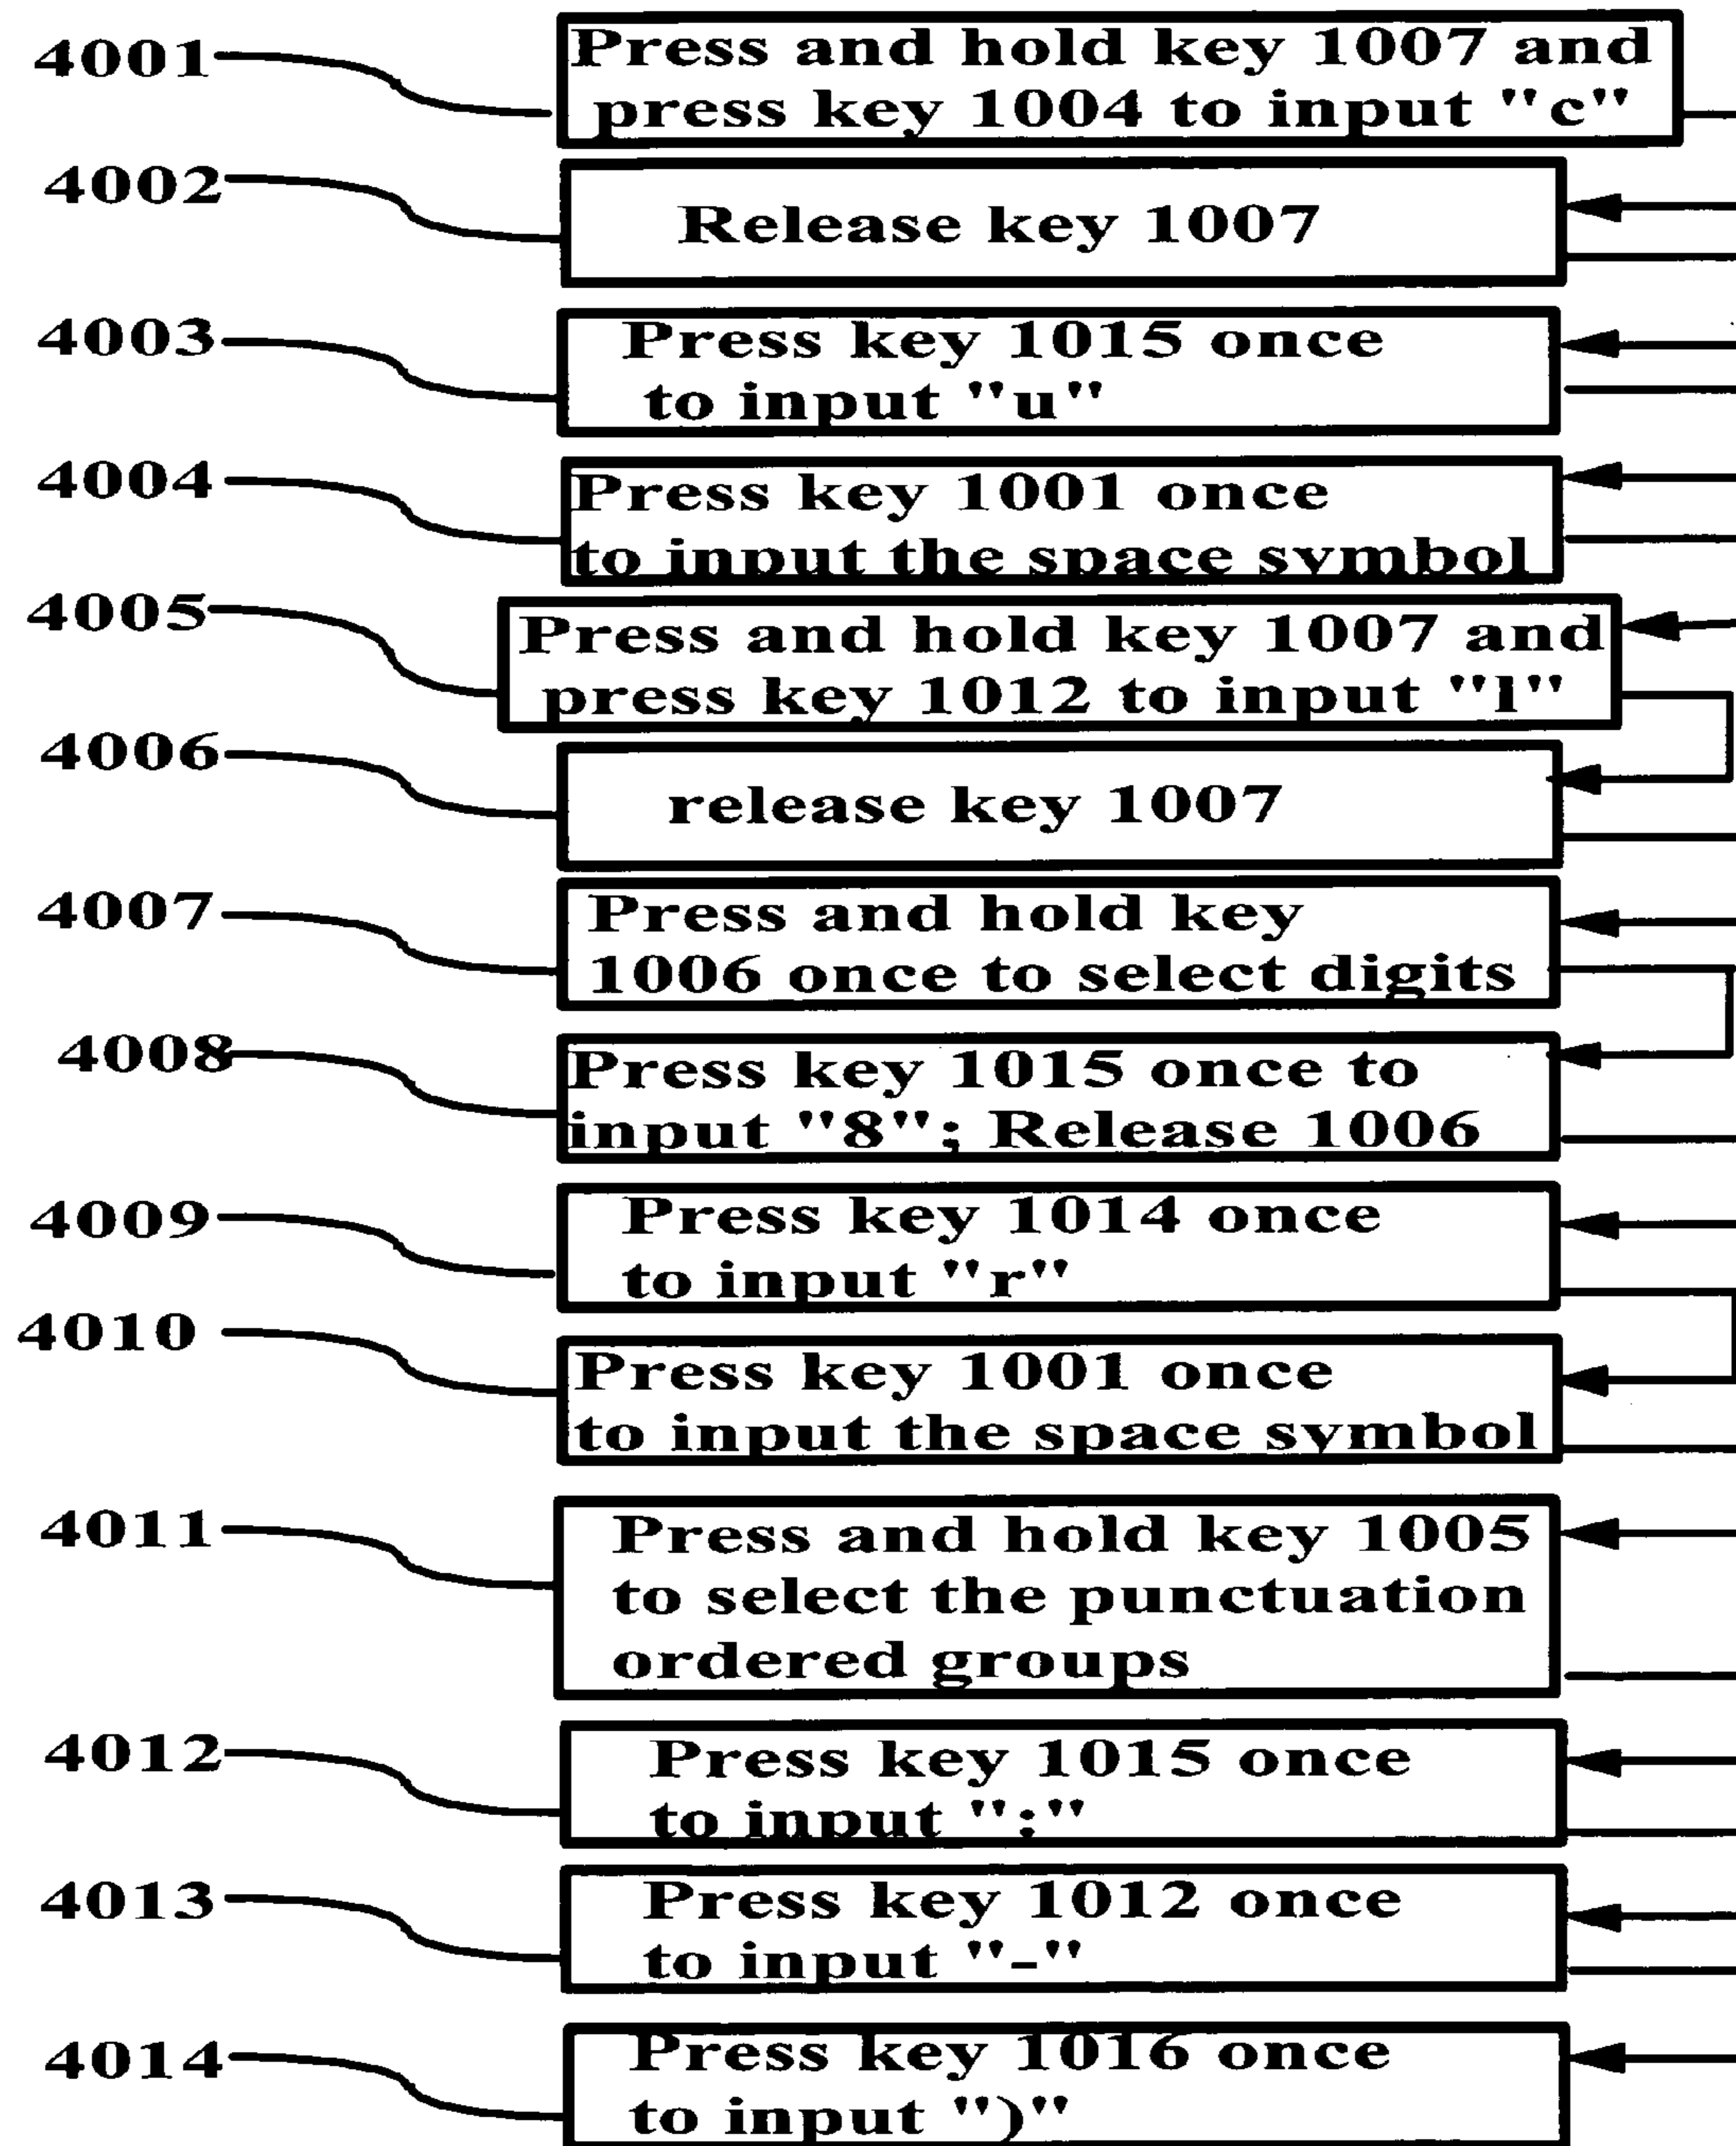 4001
Press and hold key 1007 and
press key 1004 to input "c"
4002
Release key 1007
4003
Press key 1015 once
to input "u"
4004
Press key 1001 once
to input the space symbol
4005
Press and hold key 1007 and
press key 1012 to input "l"
4006
release key 1007
4007
Press and hold key
1006 once to select digits
4008
Press key 1015 once to
input "8"; Release 1006
4009
Press key 1014 once
to input "r"
4010
Press key 1001 once
to input the space symbol
4011
Press and hold key 1005
to select the punctuation
ordered groups
4012
Press key 1015 once
to input ":"
4013
Press key 1012 once
to input "-"
4014
Press key 1016 once
to input ")"